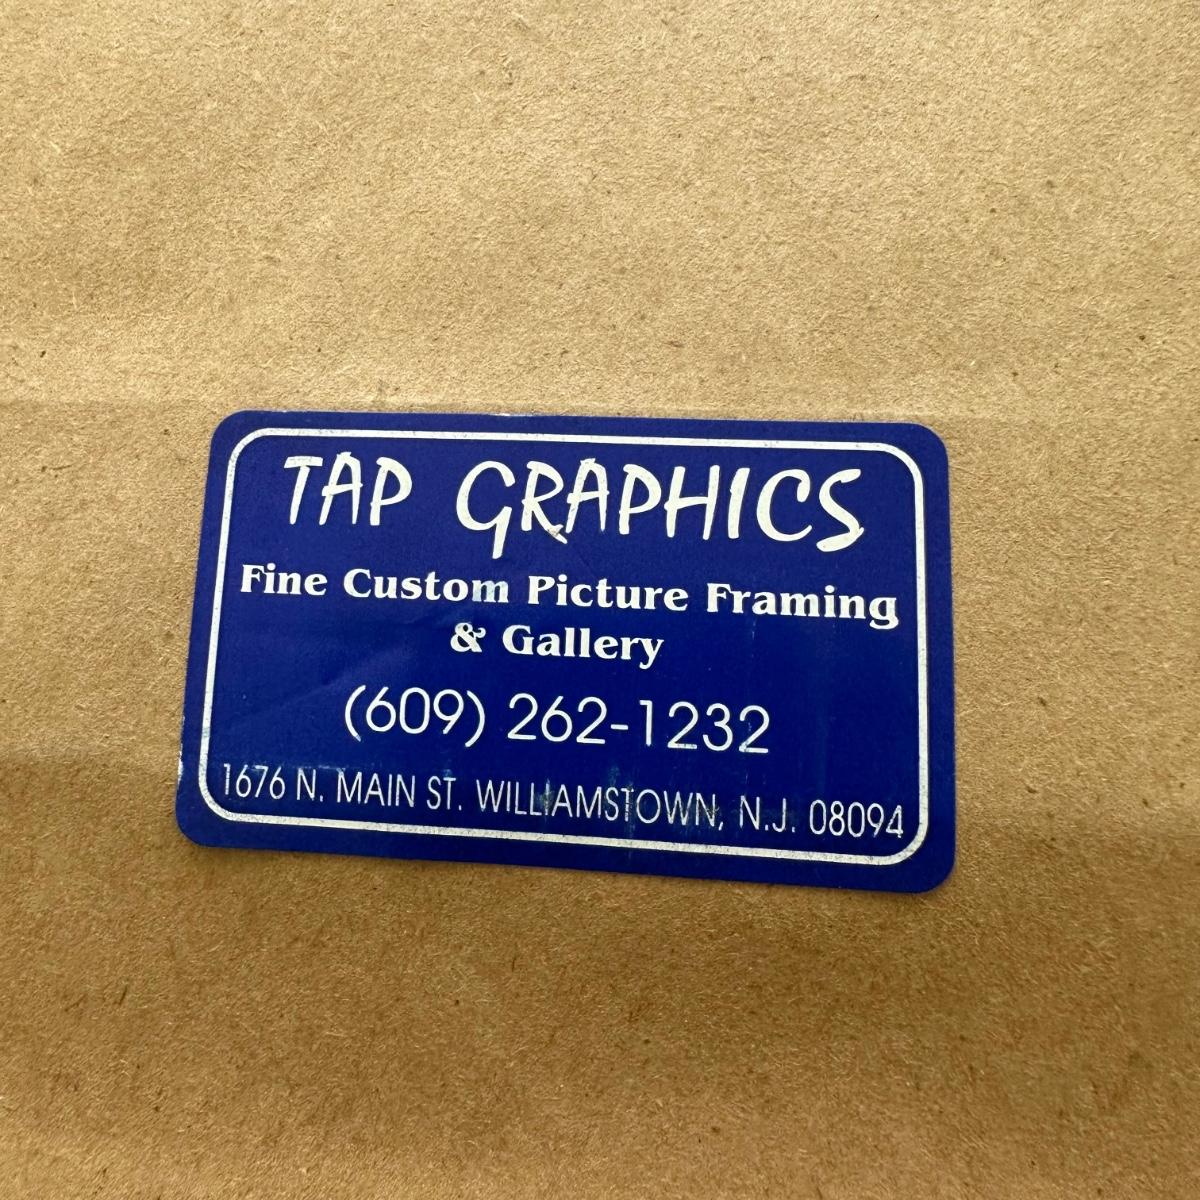 TAP GRAPHICS
Fine Custom Picture Framing
& Gallery
(609) 262-1232
1676 N. MAIN ST. WILLIAMSTOWN, N.J. 08094